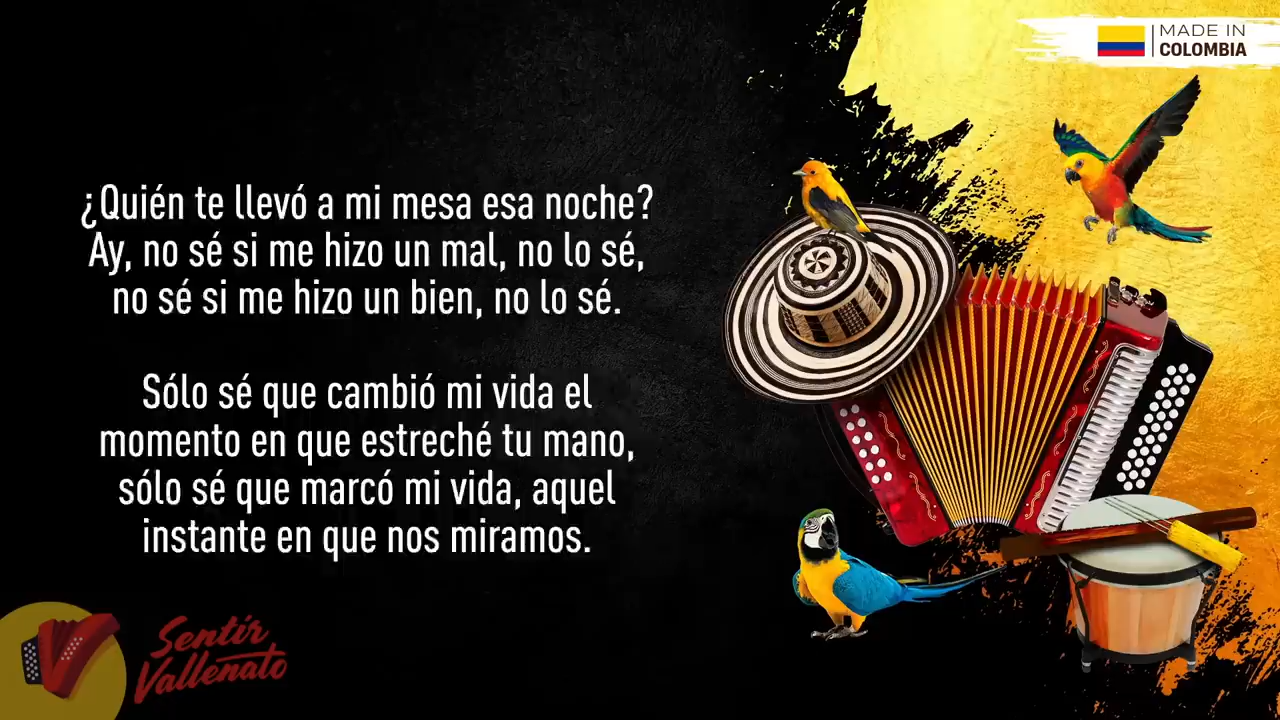 MADE IN
COLOMBIA
¿Quién te llevó a mi mesa esa noche?
Ay, no sé si me hizo un mal, no lo sé,
no sé si me hizo un bien, no lo sé.
Sólo sé que cambió mi vida el
momento en que estreché tu mano,
sólo sé que marcó mi vida, aquel
instante en que nos miramos.
Sentir
Vallenato